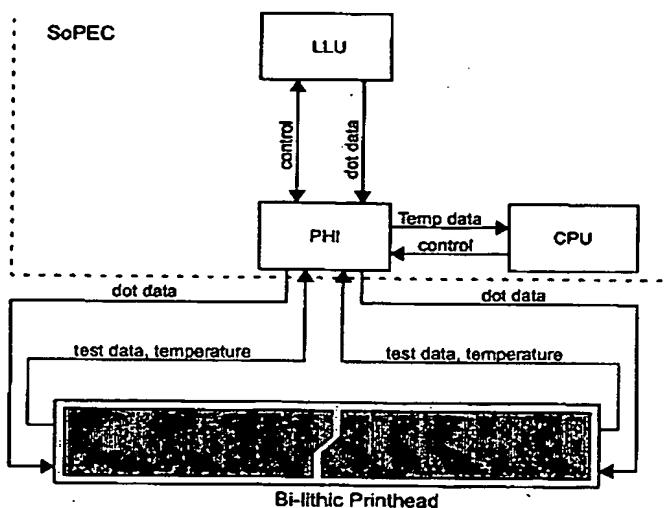 SoPEC
LLU
control
dot data
PHI
Temp data
control
CPU
dot data
dot data
test data, temperature
test data, temperature
Bi-lithic Printhead